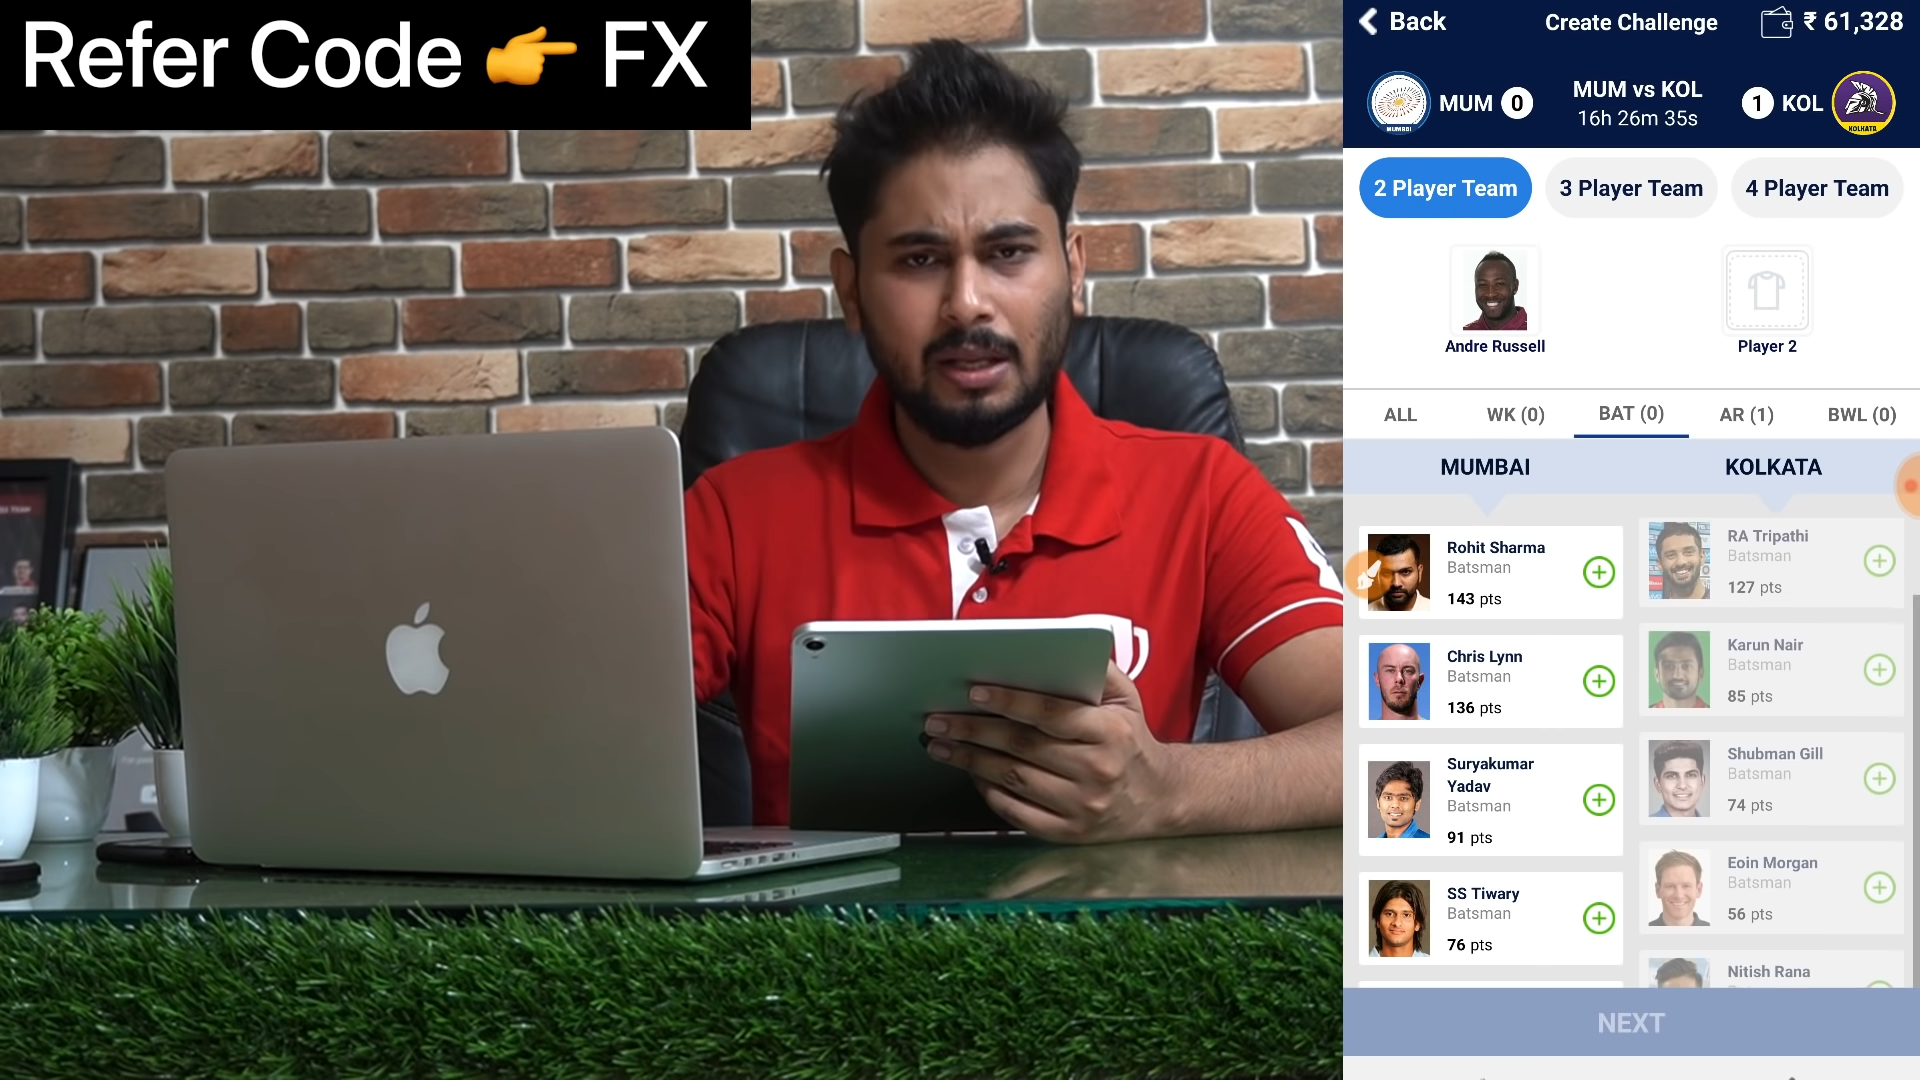 Refer Code 👉 FX
Back
Create Challenge
₹ 61,328
MUMBAI
MUM 0
MUM vs KOL
16h 26m 35s
1 KOL
KOLKATA
2 Player Team
3 Player Team
4 Player Team
Andre Russell
Player 2
ALL
WK (0)
BAT (0)
AR (1)
BWL (0)
MUMBAI
KOLKATA
Rohit Sharma
Batsman
143 pts
Chris Lynn
Batsman
136 pts
Suryakumar
Yadav
Batsman
91 pts
SS Tiwary
Batsman
76 pts
RA Tripathi
Batsman
127 pts
Karun Nair
Batsman
85 pts
Shubman Gill
Batsman
74 pts
Eoin Morgan
Batsman
56 pts
Nitish Rana
NEXT